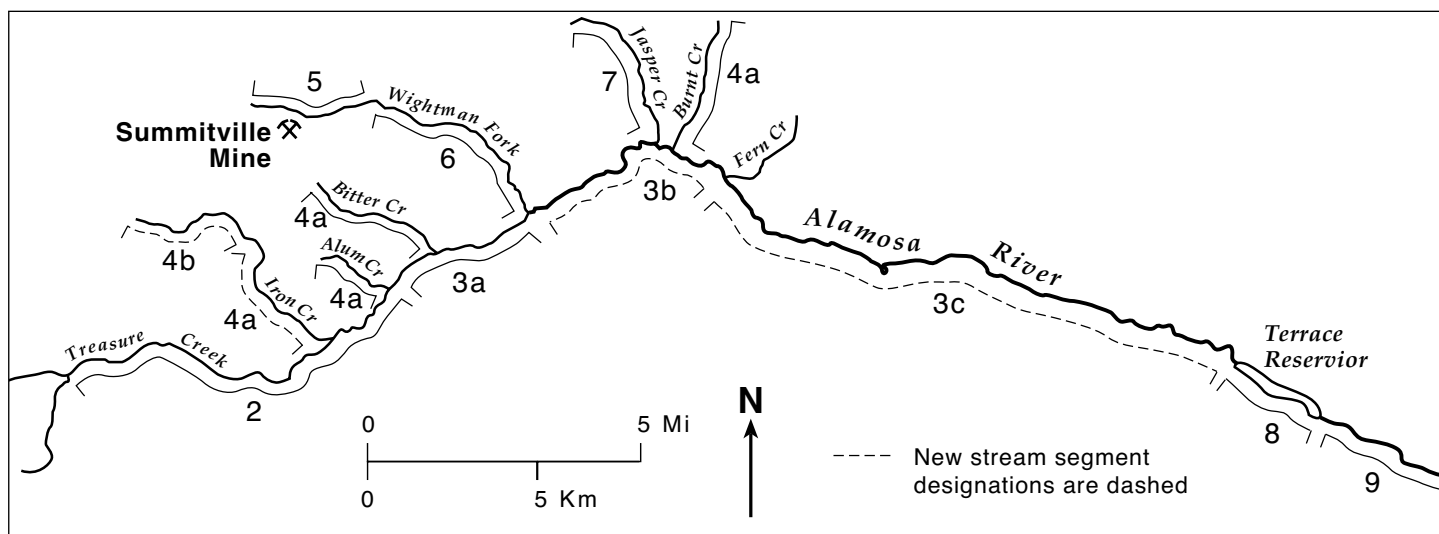 5
Wightman Fork
Summitville
Mine
6
7
Jasper Cr
Burnt Cr
4a
Fern Cr
3b
Bitter Cr
4a
Alum Cr
4a
3a
4b
Iron Cr
4a
Treasure Creek
2
Alamosa River
3c
Terrace
Reservior
8
9
0 5 Mi
0 5 Km
N
New stream segment
designations are dashed